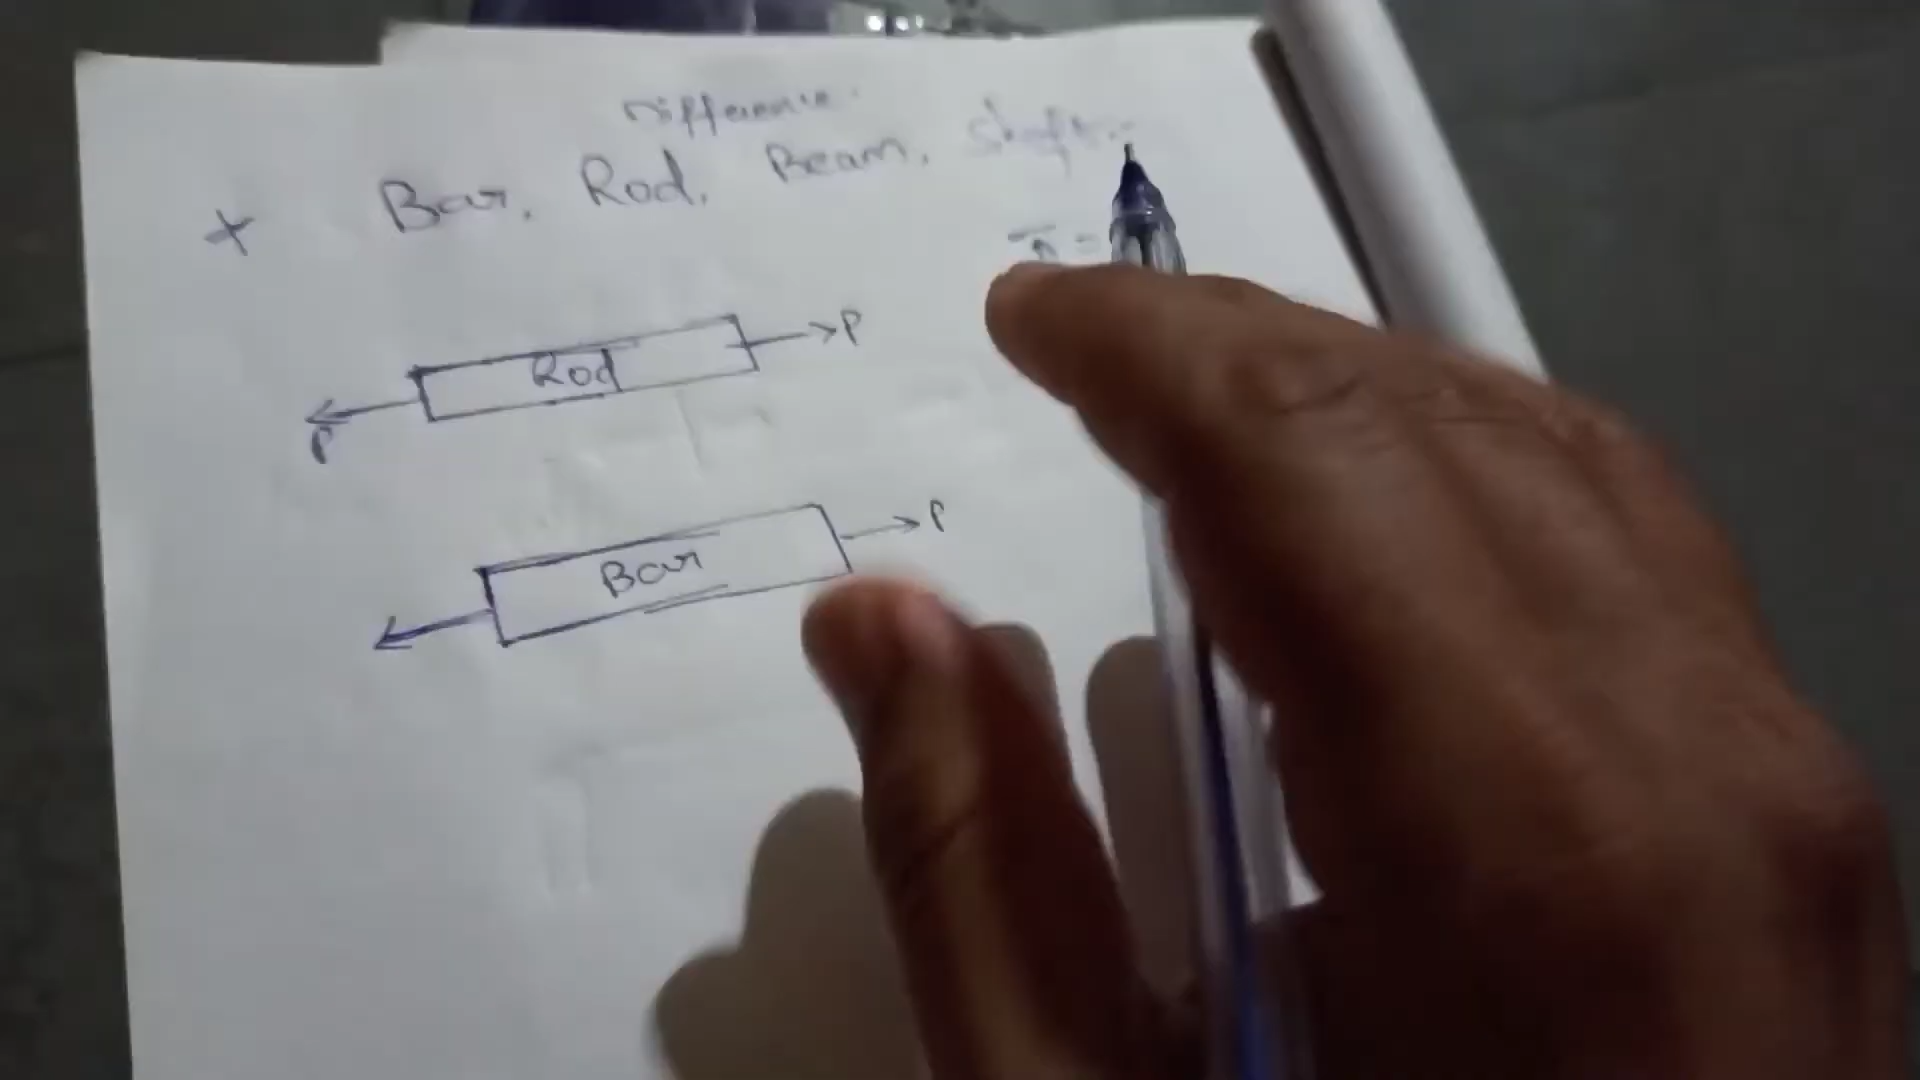 Difference.
Bar, Rod, Beam, Shaft.
P
Rod
P
P
Bar